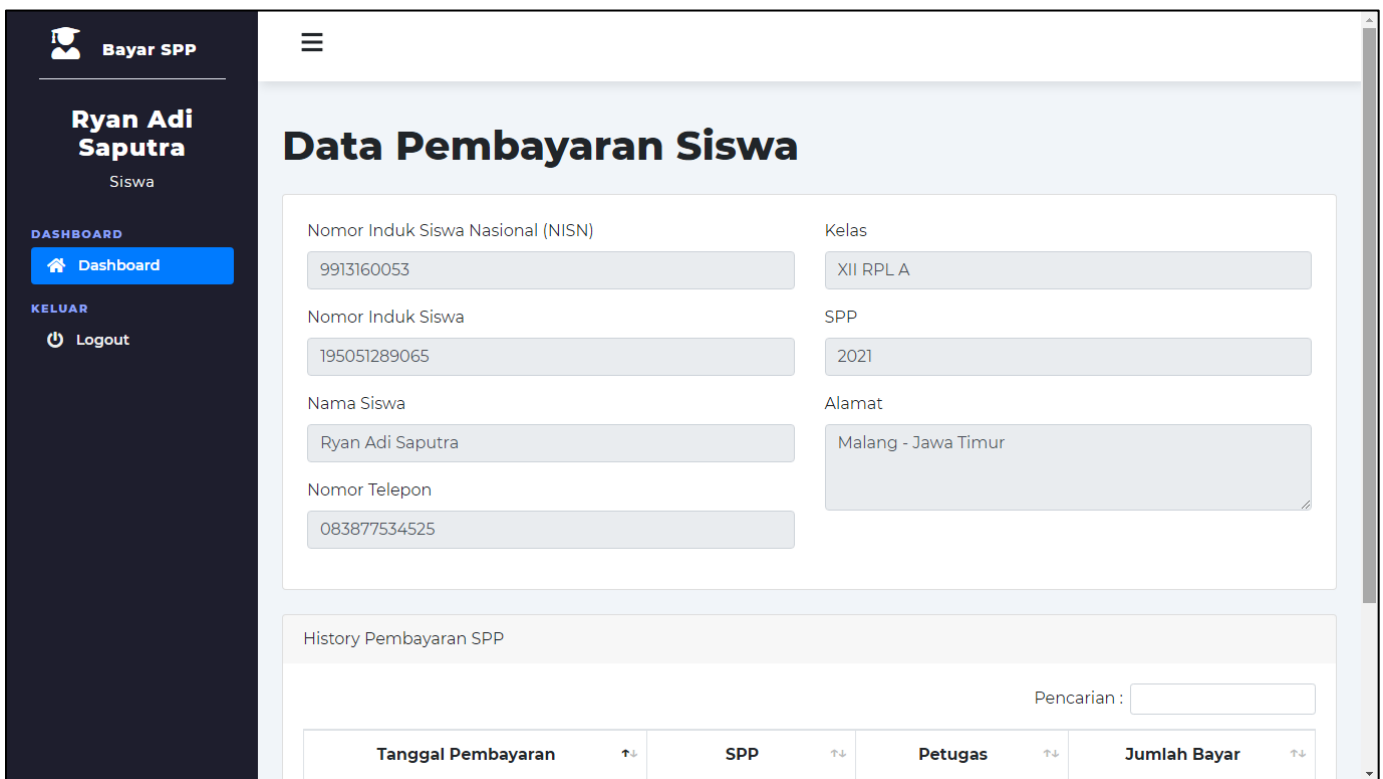 Bayar SPP
Ryan Adi
Saputra
Siswa
DASHBOARD
Dashboard
KELUAR
Logout
Data Pembayaran Siswa
Nomor Induk Siswa Nasional (NISN)
9913160053
Nomor Induk Siswa
195051289065
Nama Siswa
Ryan Adi Saputra
Nomor Telepon
083877534525
Kelas
XII RPL A
SPP
2021
Alamat
Malang - Jawa Timur
History Pembayaran SPP
Pencarian :
Tanggal Pembayaran SPP Petugas Jumlah Bayar